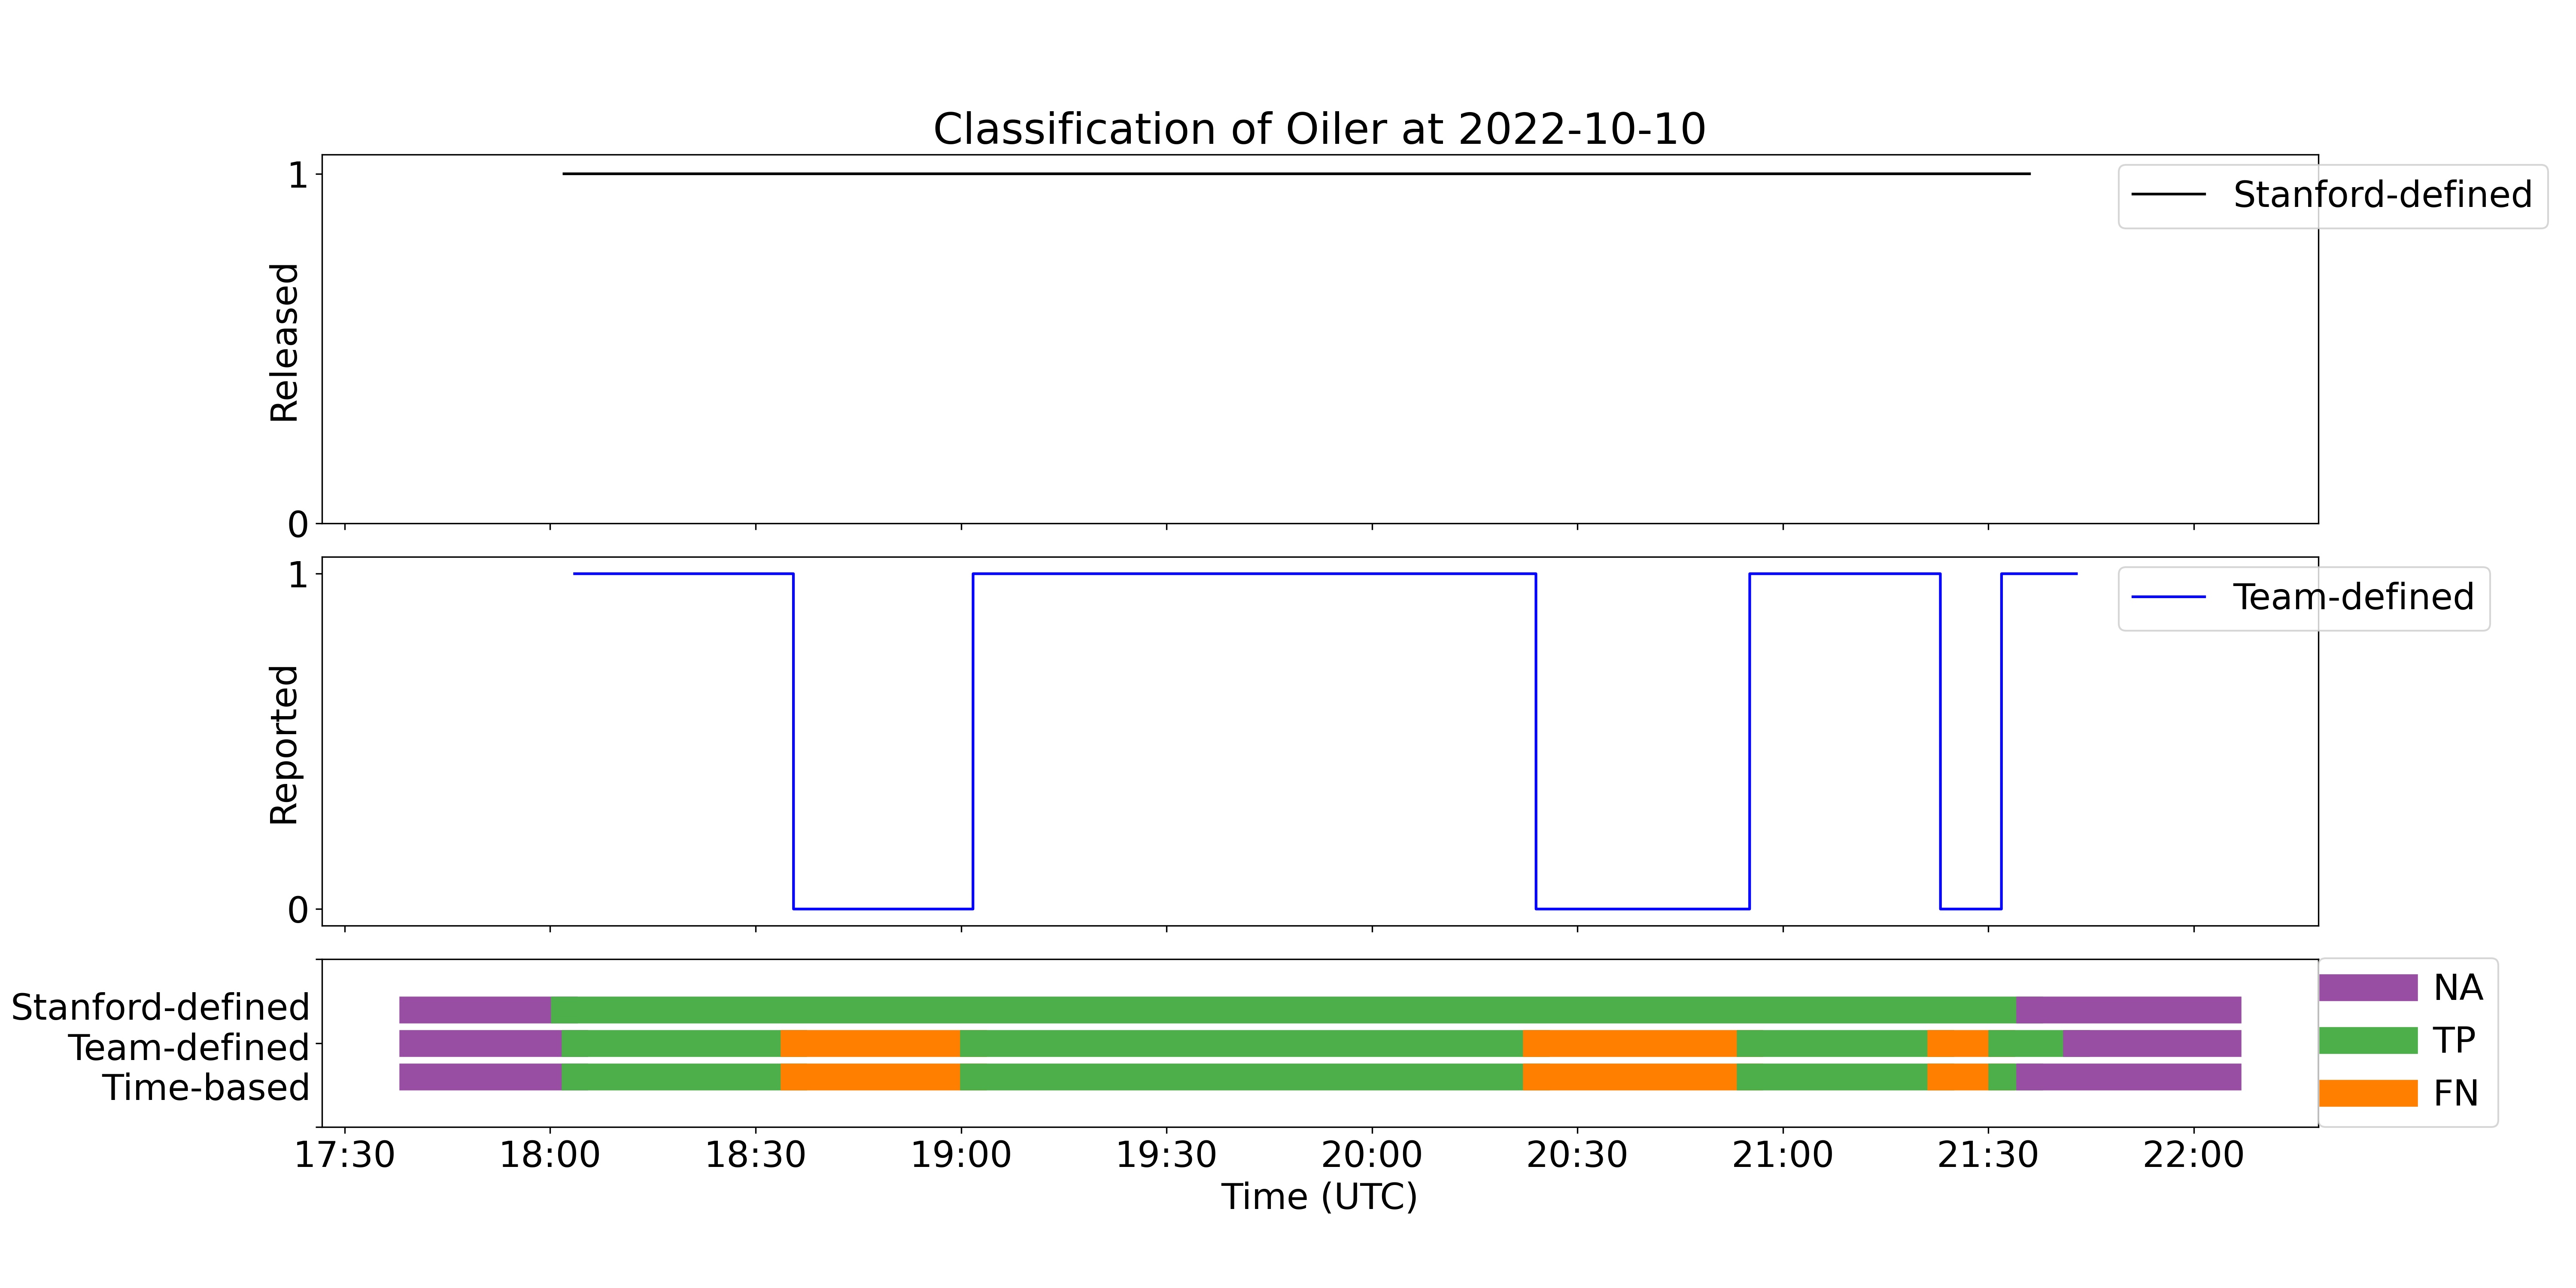 Classification of Oiler at 2022-10-10
1
0
Released
Stanford-defined
1
0
Reported
Team-defined
Stanford-defined
Team-defined
Time-based
NA
TP
FN
17:30 18:00 18:30 19:00 19:30 20:00 20:30 21:00 21:30 22:00
Time (UTC)